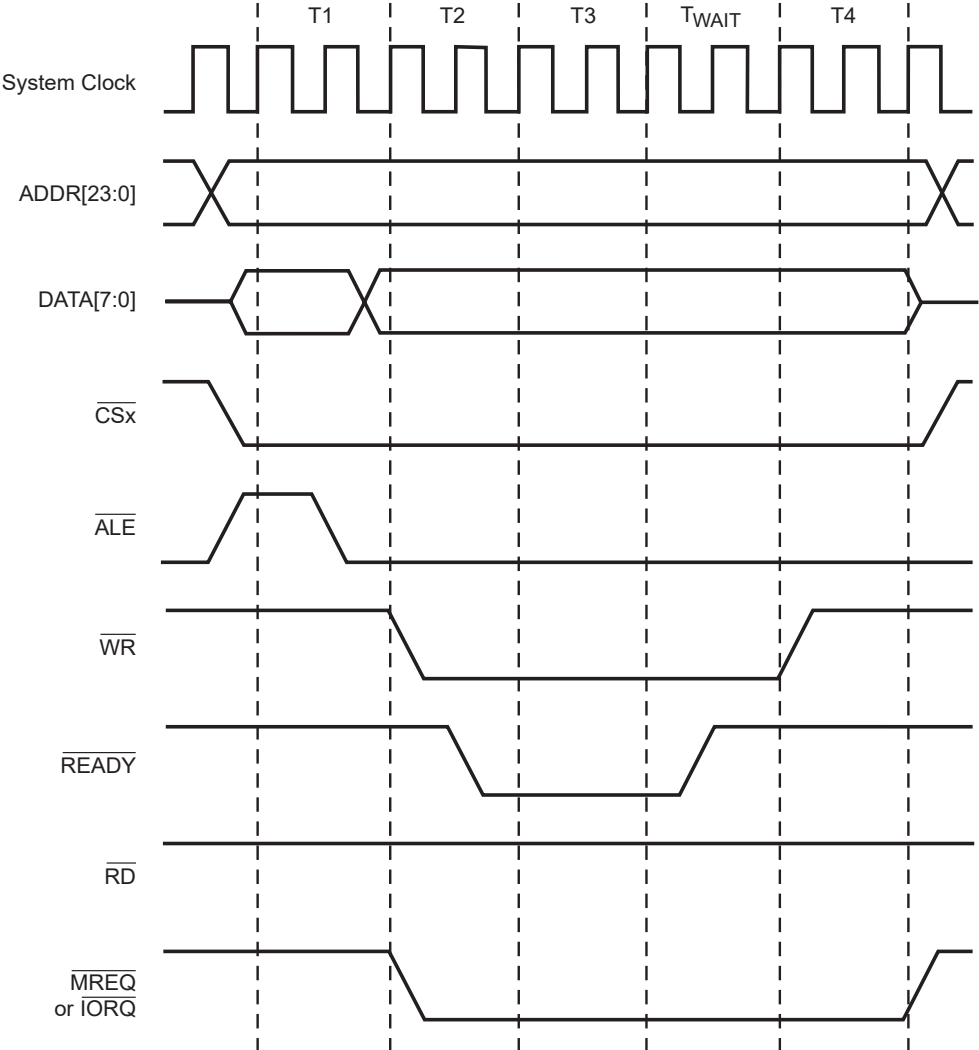 T1 T2 T3 TWAIT T4
System Clock
ADDR[23:0]
DATA[7:0]
CSx
ALE
WR
READY
RD
MREQ
or IORQ